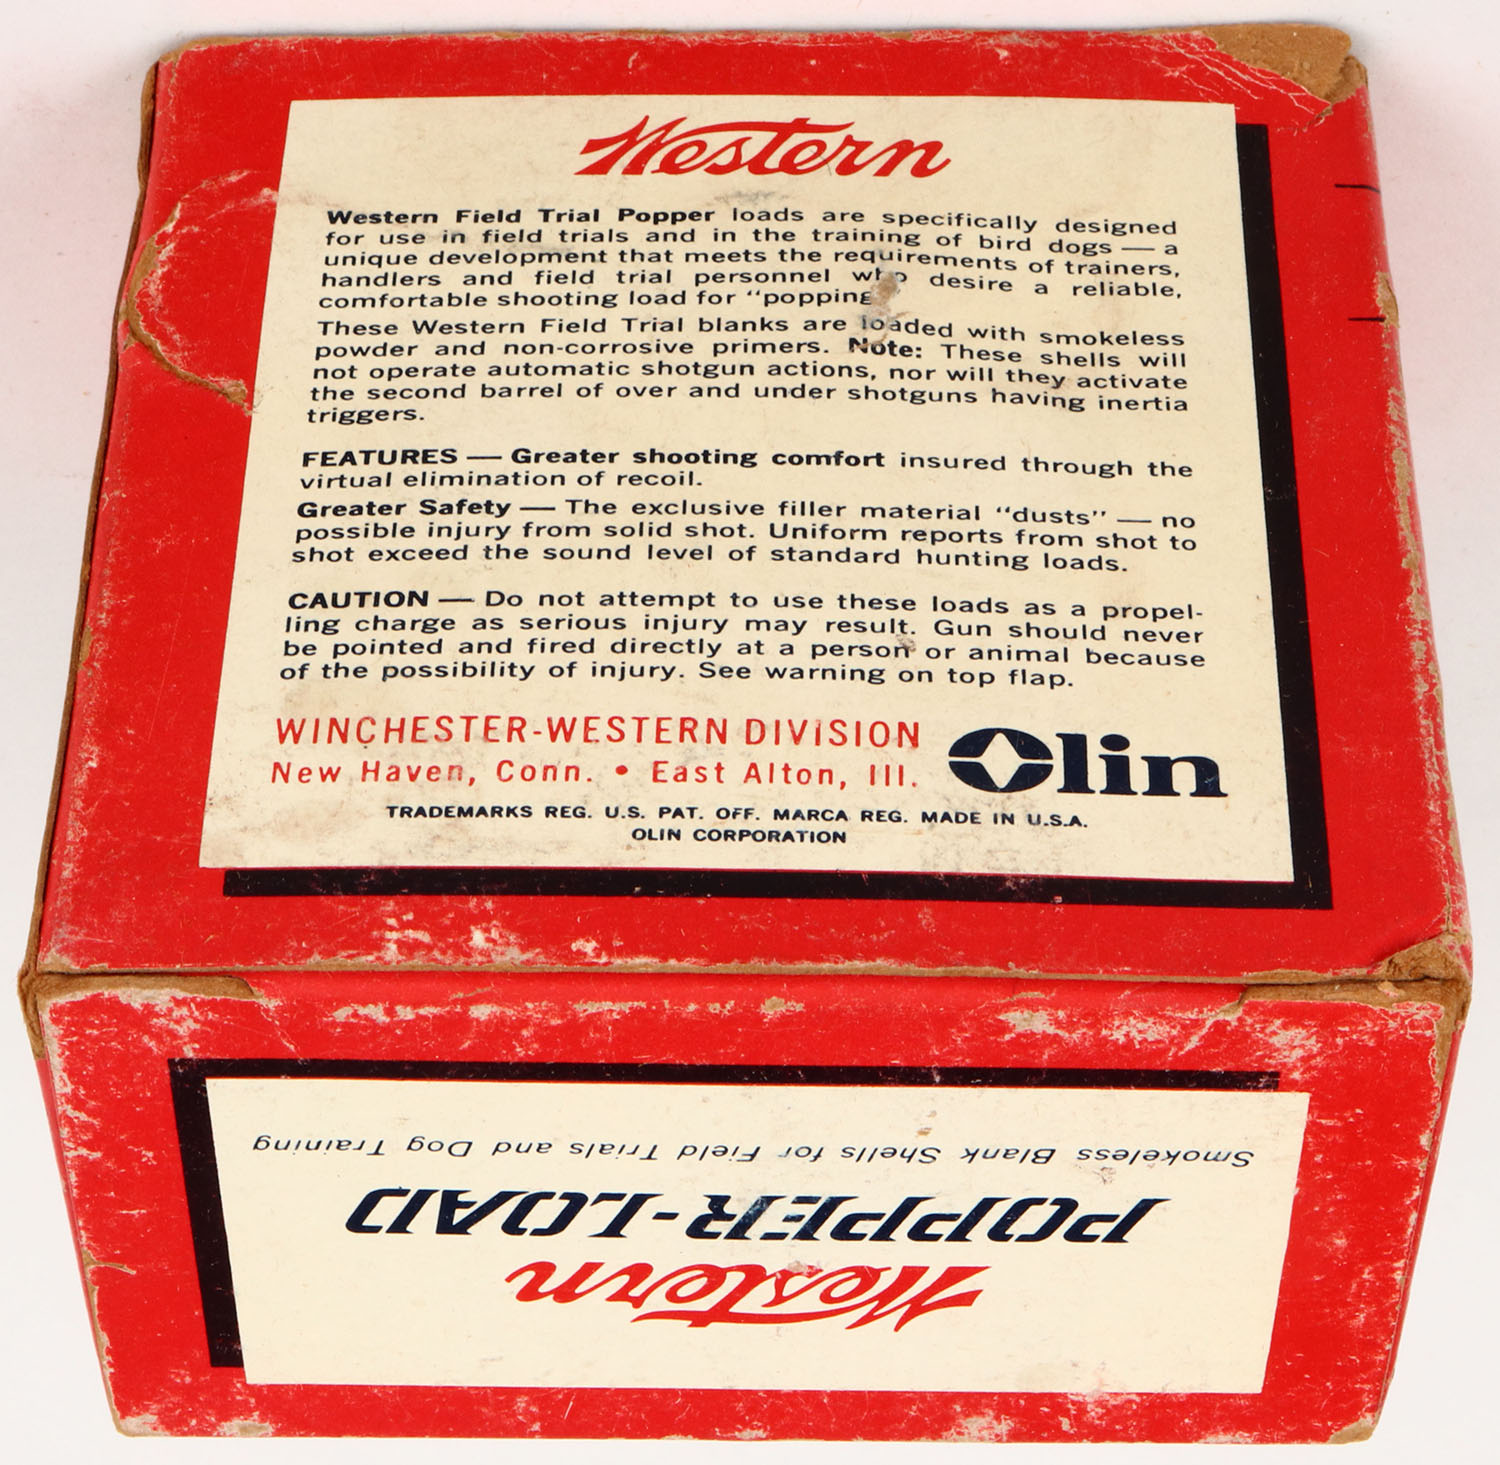 Western
Western Field Trial Popper loads are specifically designed
for use in field trials and in the training of bird dogs — a
unique development that meets the requirements of trainers,
handlers and field trial personnel who desire a reliable,
comfortable shooting load for "popping"
These Western Field Trial blanks are loaded with smokeless
powder and non-corrosive primers. Note: These shells will
not operate automatic shotgun actions, nor will they activate
the second barrel of over and under shotguns having inertia
triggers.
FEATURES — Greater shooting comfort insured through the
virtual elimination of recoil.
Greater Safety — The exclusive filler material "dusts" — no
possible injury from solid shot. Uniform reports from shot to
shot exceed the sound level of standard hunting loads.
CAUTION — Do not attempt to use these loads as a propel-
ling charge as serious injury may result. Gun should never
be pointed and fired directly at a person or animal because
of the possibility of injury. See warning on top flap.
WINCHESTER-WESTERN DIVISION
New Haven, Conn. • East Alton, Ill.
Olin
TRADEMARKS REG. U.S. PAT. OFF. MARCA REG. MADE IN U.S.A.
OLIN CORPORATION
Western
POPPER-LOAD
Smokeless Blank Shells for Field Trials and Dog Training